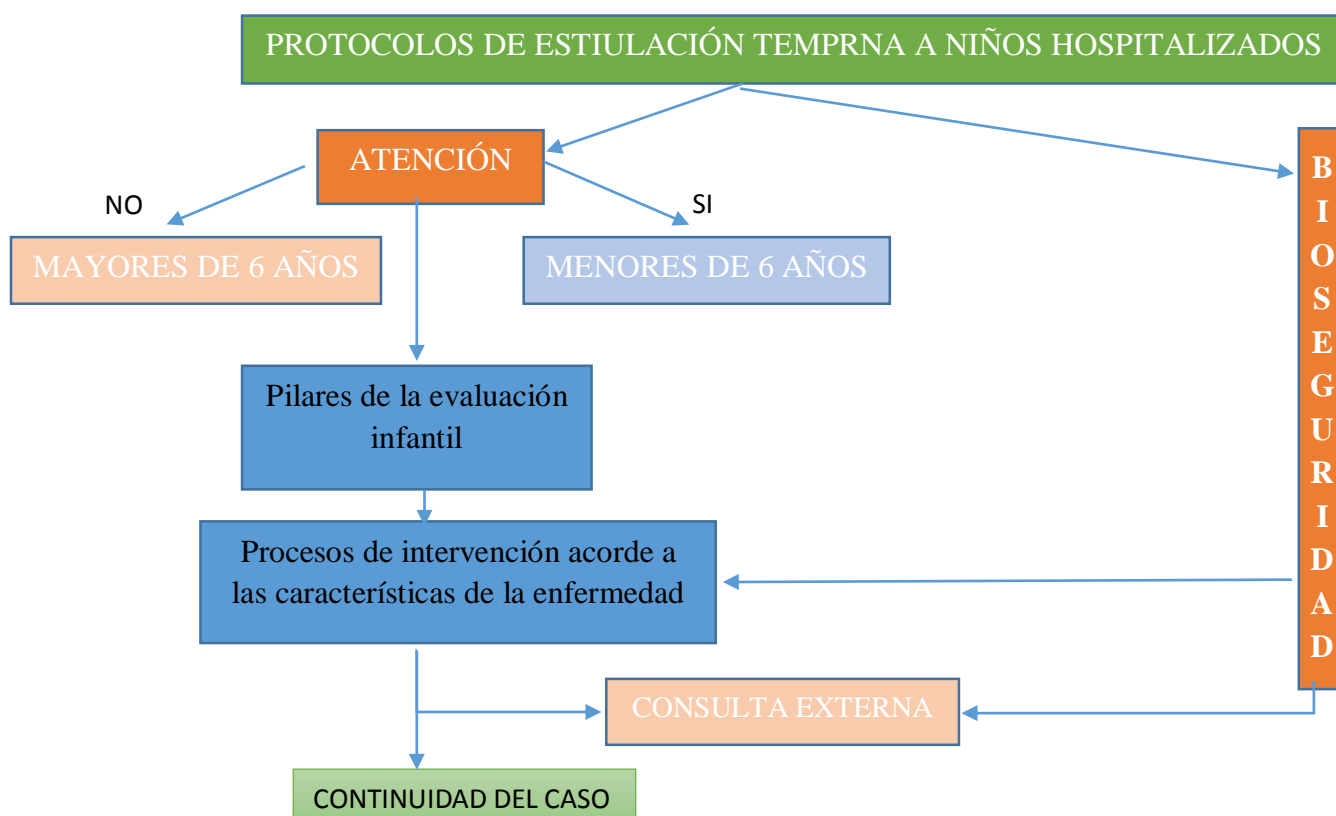 PROTOCOLOS DE ESTIULACIÓN TEMPRNA A NIÑOS HOSPITALIZADOS
ATENCIÓN
NO
SI
MAYORES DE 6 AÑOS
MENORES DE 6 AÑOS
Pilares de la evaluación
infantil
Procesos de intervención acorde a
las características de la enfermedad
CONSULTA EXTERNA
CONTINUIDAD DEL CASO
B
I
O
S
E
G
U
R
I
D
A
D